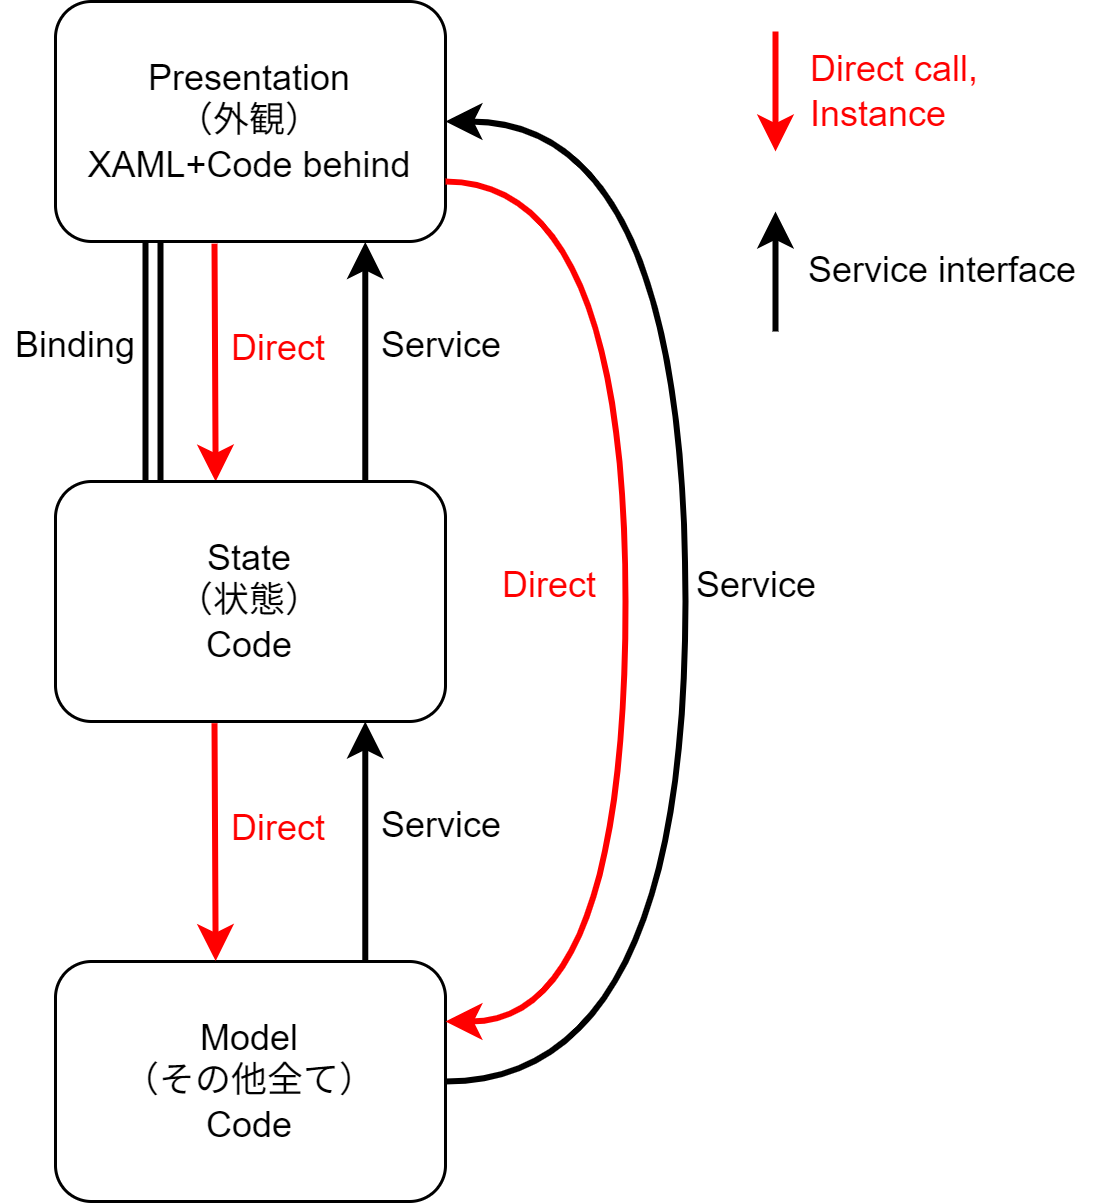 Presentation
（外観）
XAML+Code behind
Direct call,
Instance
Service interface
Binding
Direct
Service
State
（状態）
Code
Direct
Service
Direct
Service
Model
（その他全て）
Code